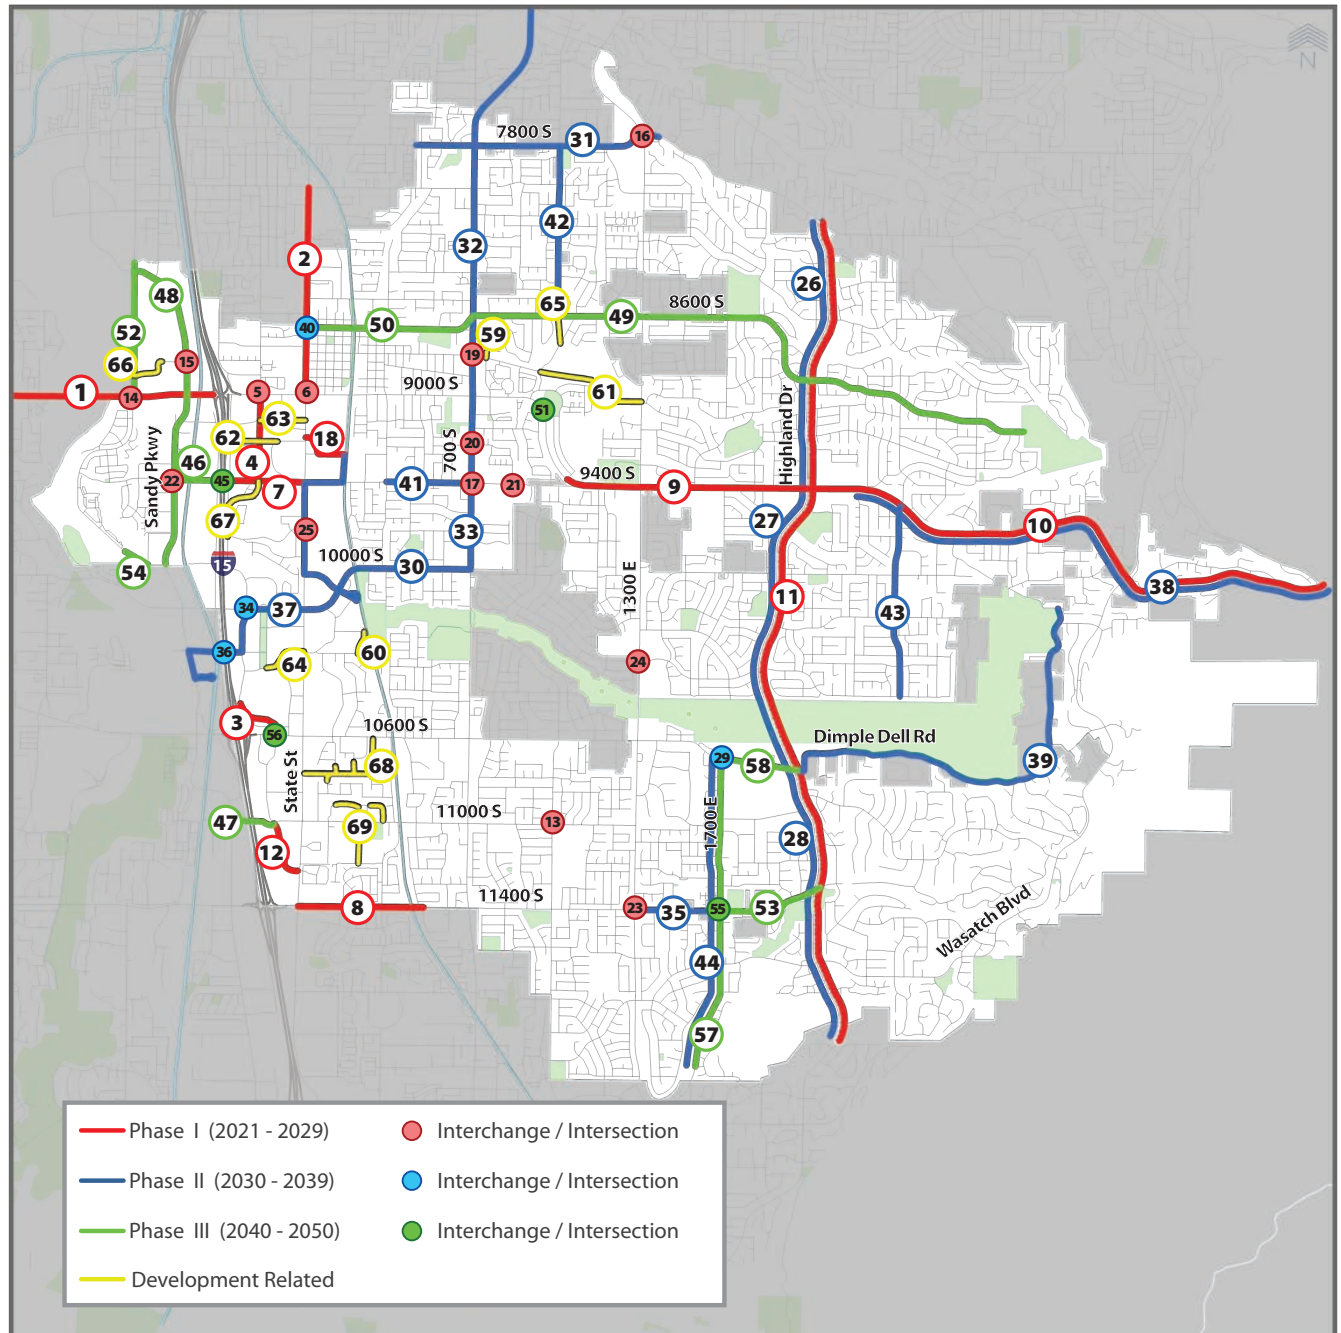 N
7800 S
31
16
42
32
2
26
48
65
8600 S
40
50
49
52
59
66
15
19
9000 S
1
14
5
6
61
51
Highland Dr
63
62
18
20
700 S
Sandy Pkwy
46
4
9400 S
22
45
7
41
17
21
9
67
27
10
25
33
10000 S
15
30
54
1300 E
38
34
37
11
43
36
60
64
24
3
56
10600 S
Dimple Dell Rd
29
58
39
68
State St
1700 E
11000 S
47
69
13
28
12
11400 S
8
23
35
55
53
Wasatch Blvd
44
57
Phase I (2021 - 2029)
Interchange / Intersection
Phase II (2030 - 2039)
Interchange / Intersection
Phase III (2040 - 2050)
Interchange / Intersection
Development Related